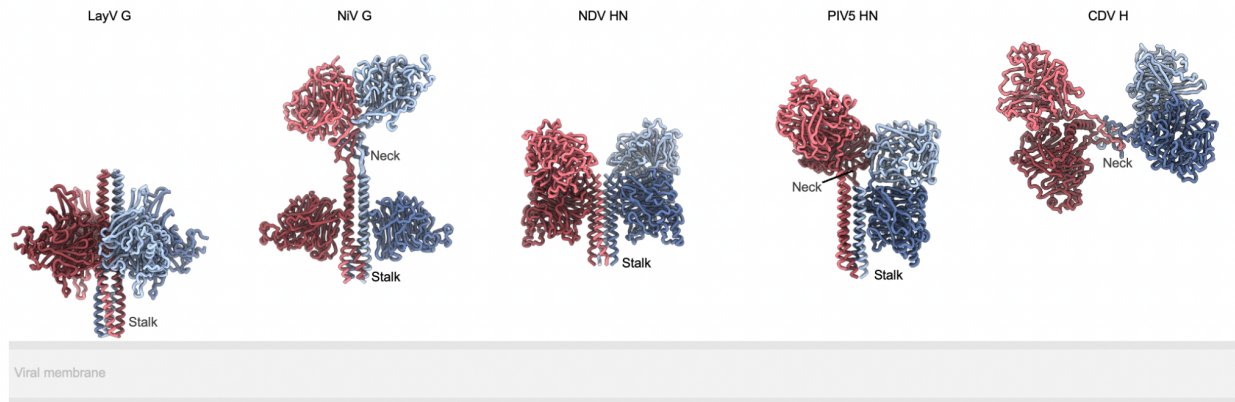 LayV G
NiV G
NDV HN
PIV5 HN
CDV H
Neck
Neck
Neck
Stalk
Stalk
Stalk
Stalk
Viral membrane